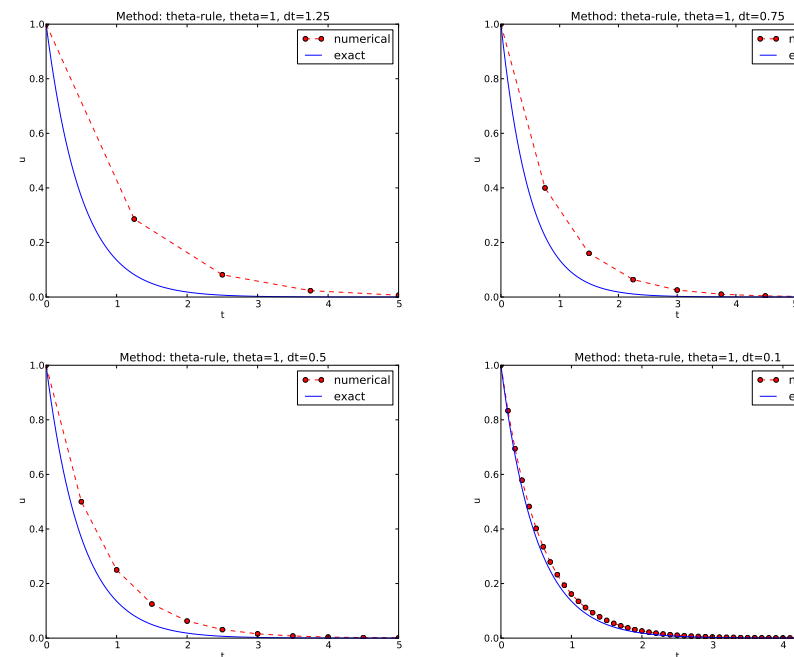 Method: theta-rule, theta=1, dt=1.25
1.0
0.8
0.6
0.4
0.2
0.0
u
numerical
exact
0 1 2 3 4 5
t
Method: theta-rule, theta=1, dt=0.75
1.0
0.8
0.6
0.4
0.2
0.0
u
n
e
0 1 2 3 4 5
t
Method: theta-rule, theta=1, dt=0.5
1.0
0.8
0.6
0.4
0.2
0.0
u
numerical
exact
0 1 2 3 4 5
t
Method: theta-rule, theta=1, dt=0.1
1.0
0.8
0.6
0.4
0.2
0.0
u
n
e
0 1 2 3 4
t